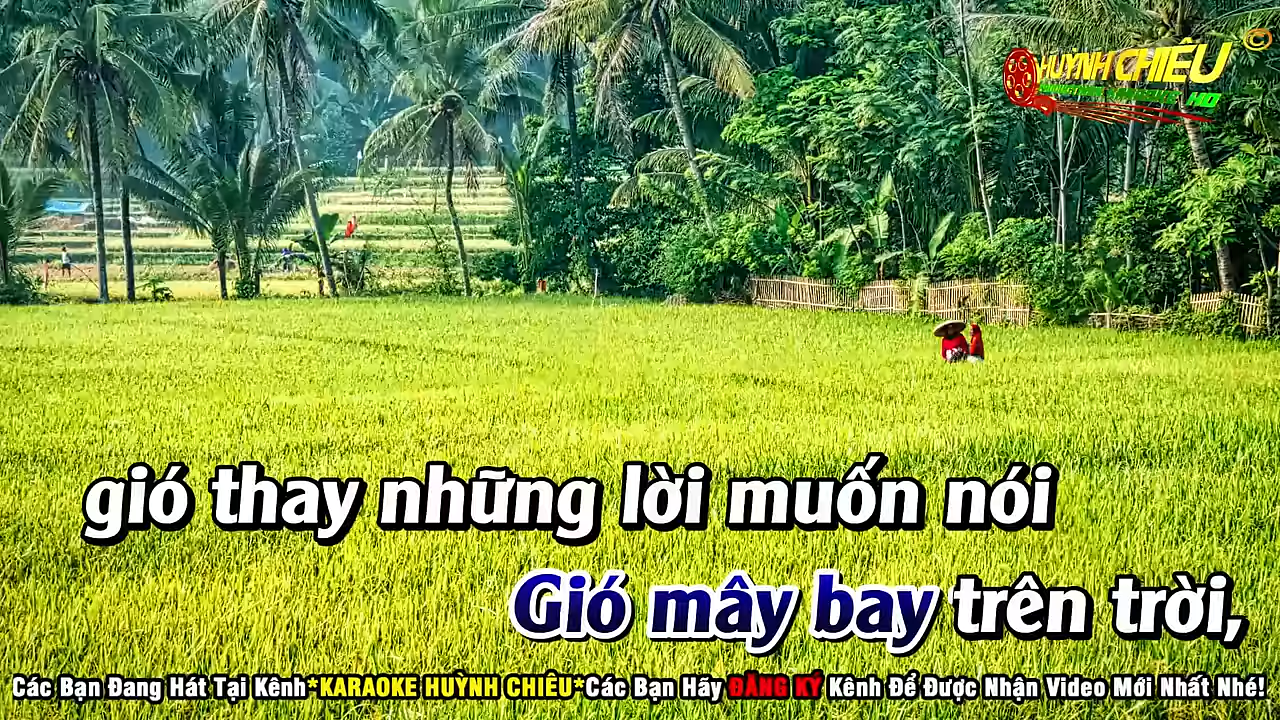 HUỲNH CHIÊU
HD
gió thay những lời muốn nói
Gió mây bay trên trời,
Các Bạn Đang Hát Tại Kênh*KARAOKE HUỲNH CHIÊU*Các Bạn Hãy ĐĂNG KÝ Kênh Để Được Nhận Video Mới Nhất Nhé!